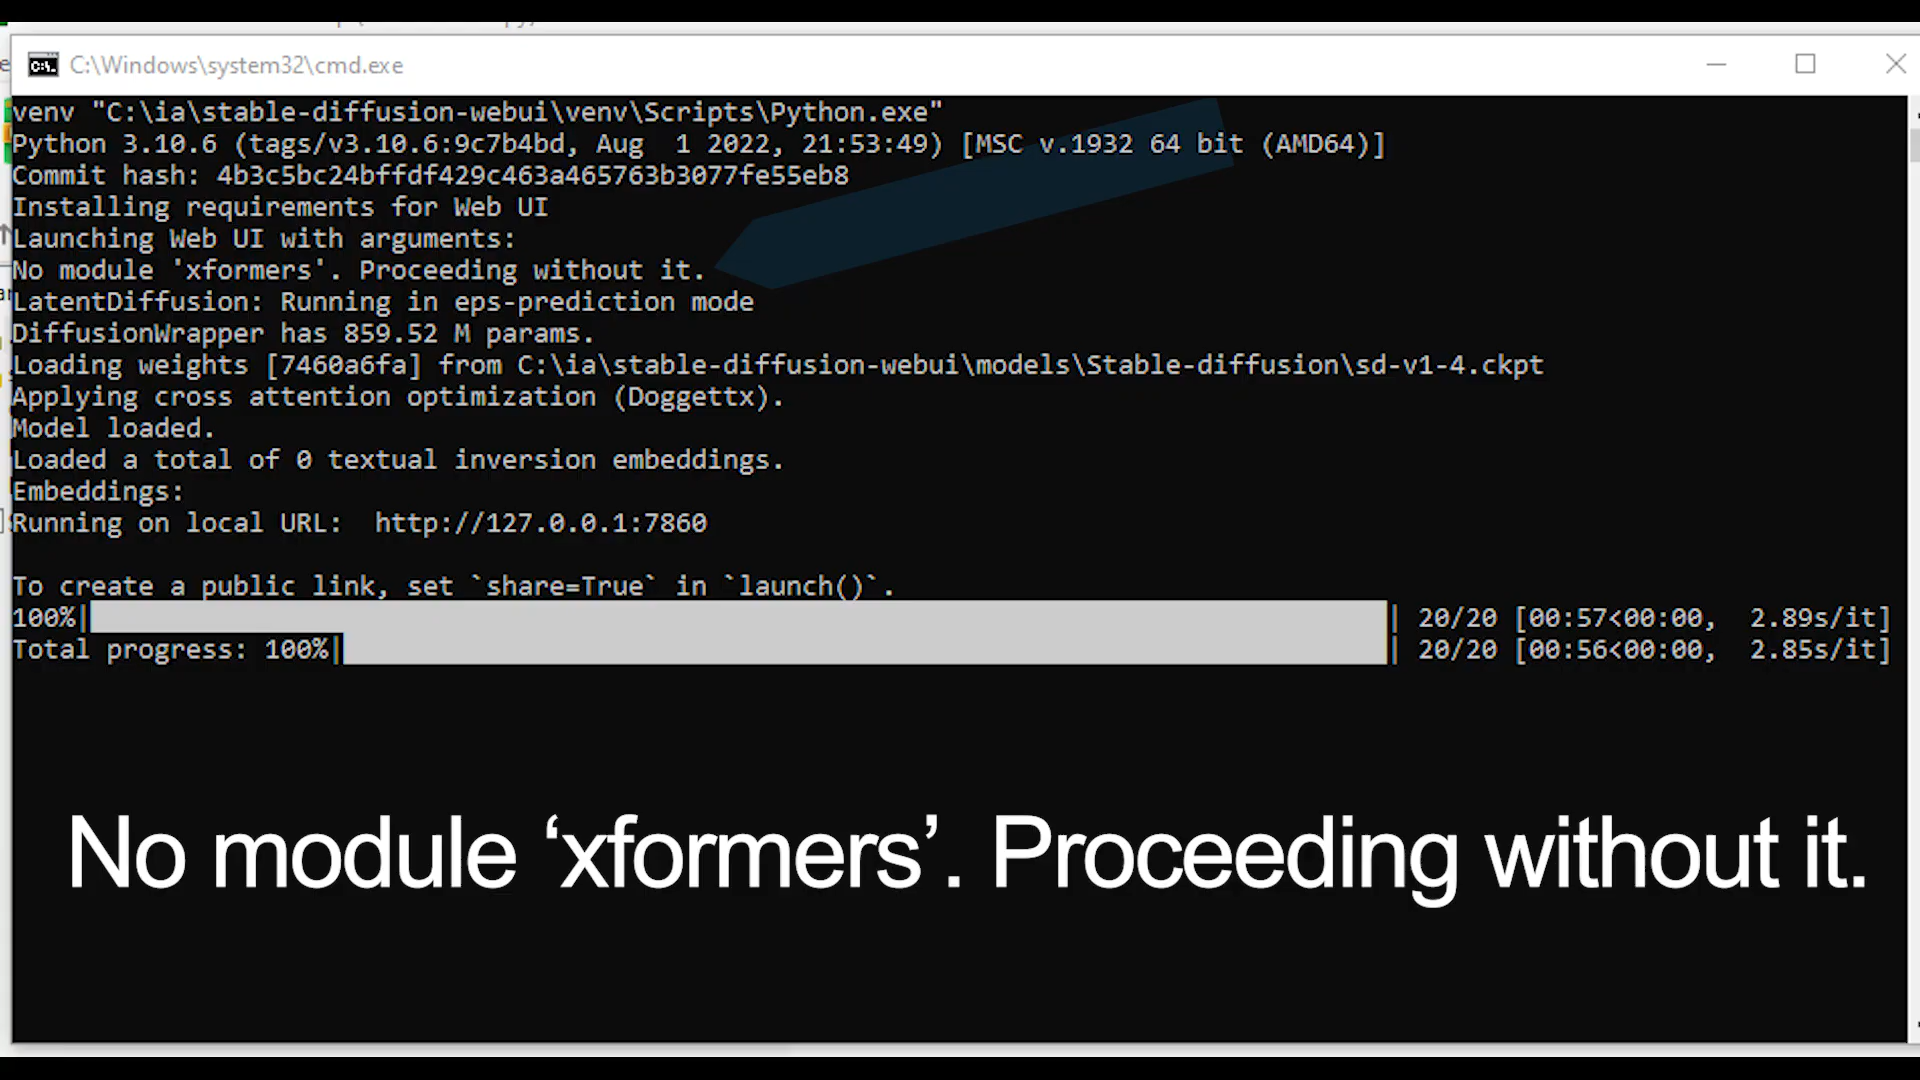 C:\Windows\system32\cmd.exe
venv "C:\ia\stable-diffusion-webui\venv\Scripts\Python.exe"
Python 3.10.6 (tags/v3.10.6:9c7b4bd, Aug  1 2022, 21:53:49) [MSC v.1932 64 bit (AMD64)]
Commit hash: 4b3c5bc24bffdf429c463a465763b3077fe55eb8
Installing requirements for Web UI
Launching Web UI with arguments:
No module 'xformers'. Proceeding without it.
LatentDiffusion: Running in eps-prediction mode
DiffusionWrapper has 859.52 M params.
Loading weights [7460a6fa] from C:\ia\stable-diffusion-webui\models\Stable-diffusion\sd-v1-4.ckpt
Applying cross attention optimization (Doggettx).
Model loaded.
Loaded a total of 0 textual inversion embeddings.
Embeddings:
Running on local URL:  http://127.0.0.1:7860
To create a public link, set `share=True` in `launch()`.
100%| | 20/20 [00:57<00:00,  2.89s/it]
Total progress: 100%| | 20/20 [00:56<00:00,  2.85s/it]
No module ‘xformers’. Proceeding without it.